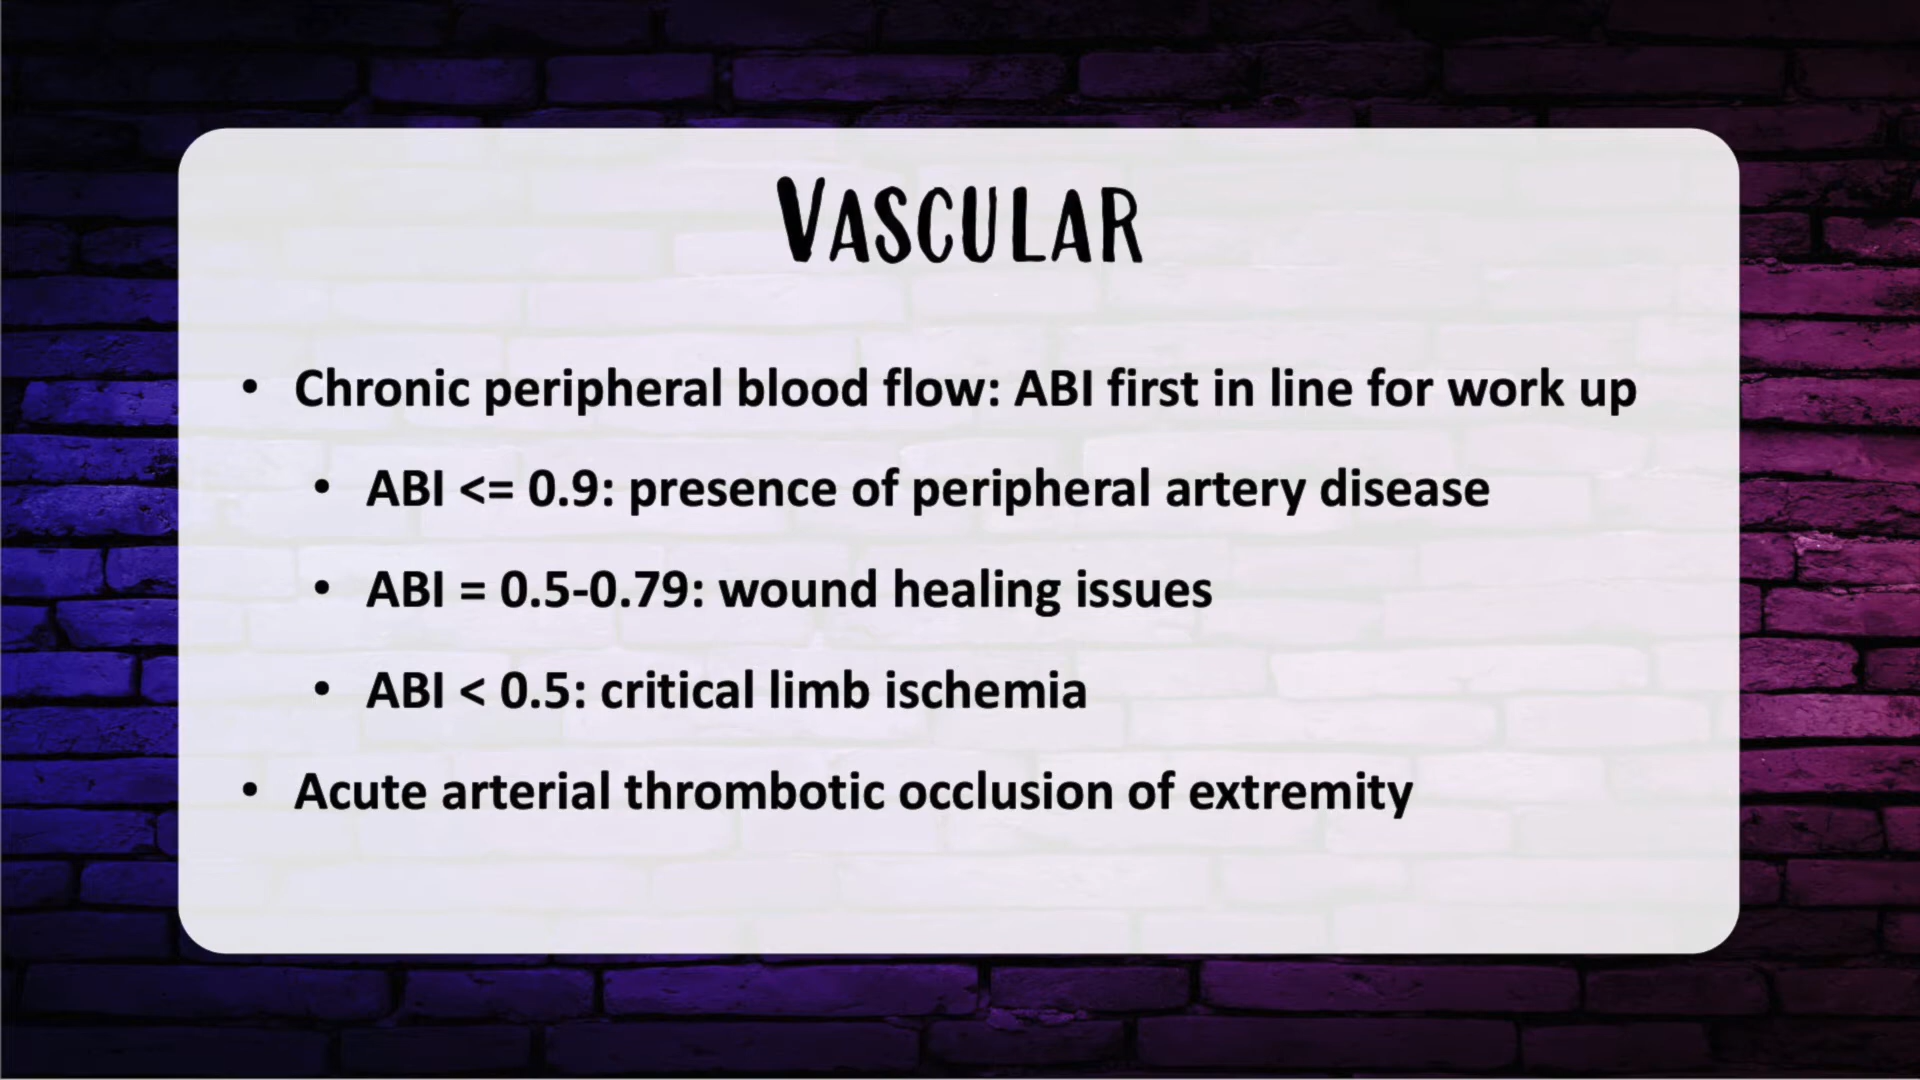 VASCULAR
• Chronic peripheral blood flow: ABI first in line for work up
• ABI <= 0.9: presence of peripheral artery disease
• ABI = 0.5-0.79: wound healing issues
• ABI < 0.5: critical limb ischemia
• Acute arterial thrombotic occlusion of extremity